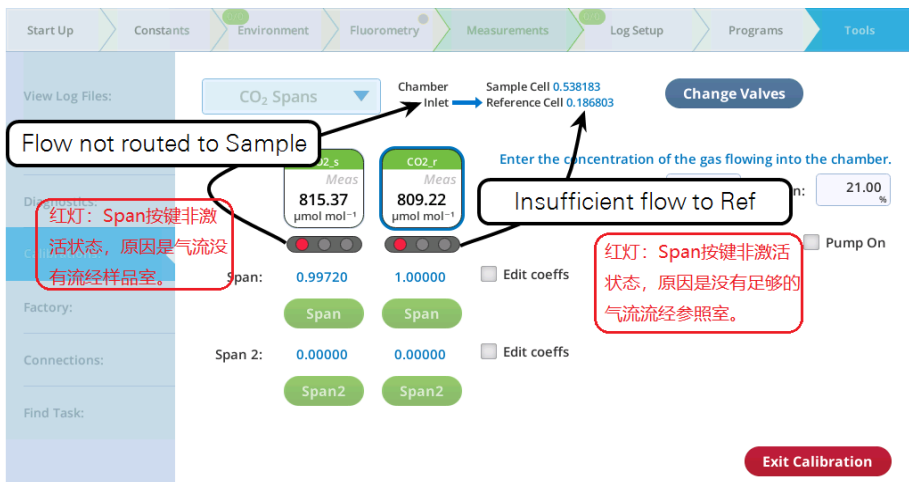 Start Up
Constants
Environment
Fluorometry
Measurements
Log Setup
Programs
Tools
View Log Files:
CO₂ Spans
Chamber
Inlet
Sample Cell 0.538183
Reference Cell 0.186803
Change Valves
Flow not routed to Sample
Enter the concentration of the gas flowing into the chamber.
CO2_r
Meas
Meas
815.37
809.22
μmol mol⁻¹
μmol mol⁻¹
Insufficient flow to Ref
21.00
%
Diagnostics:
红灯：Span按键非激
活状态，原因是气流没
有流经样品室。
红灯：Span按键非激活
状态，原因是没有足够的
气流流经参照室。
Pump On
Span:
0.99720
1.00000
Edit coeffs
Span
Span
Factory:
Span 2:
0.00000
0.00000
Edit coeffs
Span2
Span2
Connections:
Find Task:
Exit Calibration